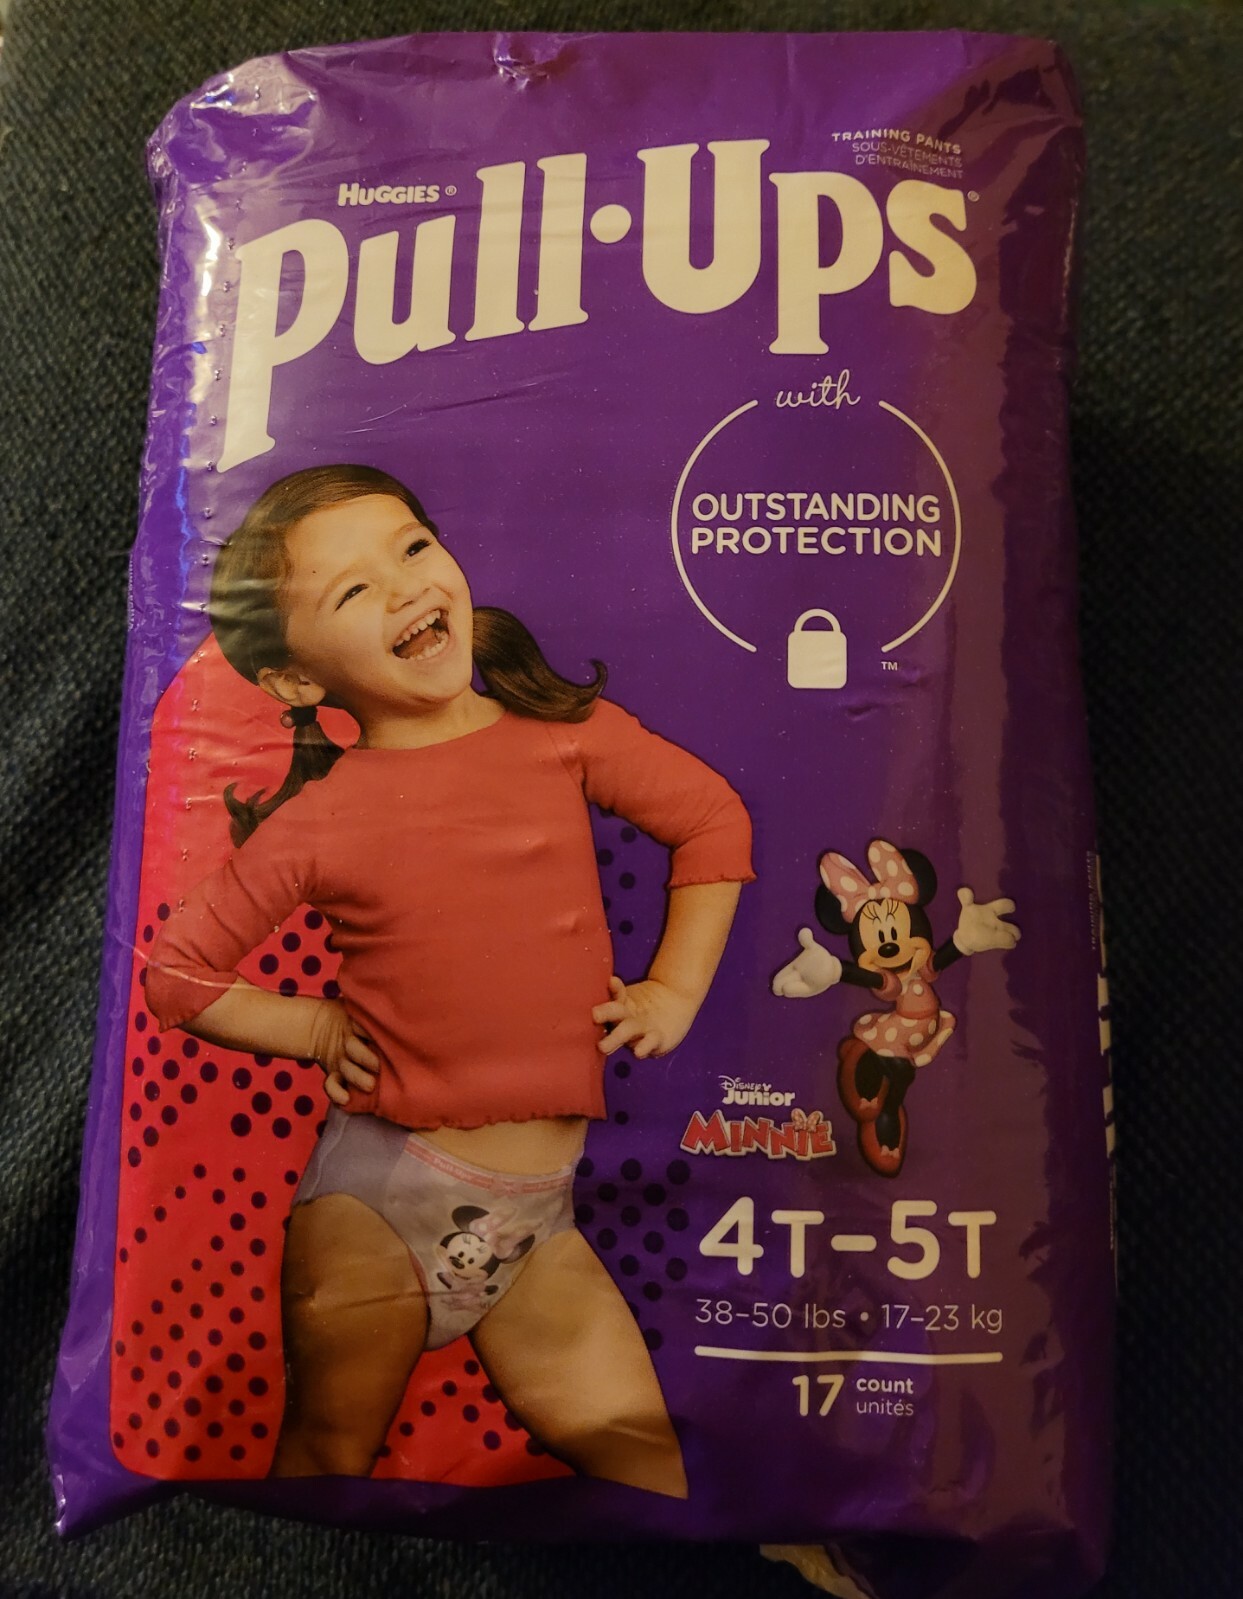 TRAINING PANTS
SOUS-VÊTEMENTS
D'ENTRAÎNEMENT
HUGGIES®
Pull·Ups®
with
OUTSTANDING
PROTECTION
TM
Disney
Junior
MINNIE
4T-5T
38-50 lbs • 17-23 kg
17 count
unités